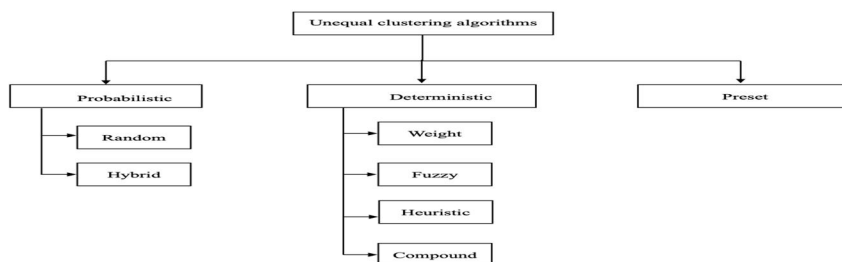 Unequal clustering algorithms
Probabilistic
Deterministic
Preset
Random
Hybrid
Weight
Fuzzy
Heuristic
Compound